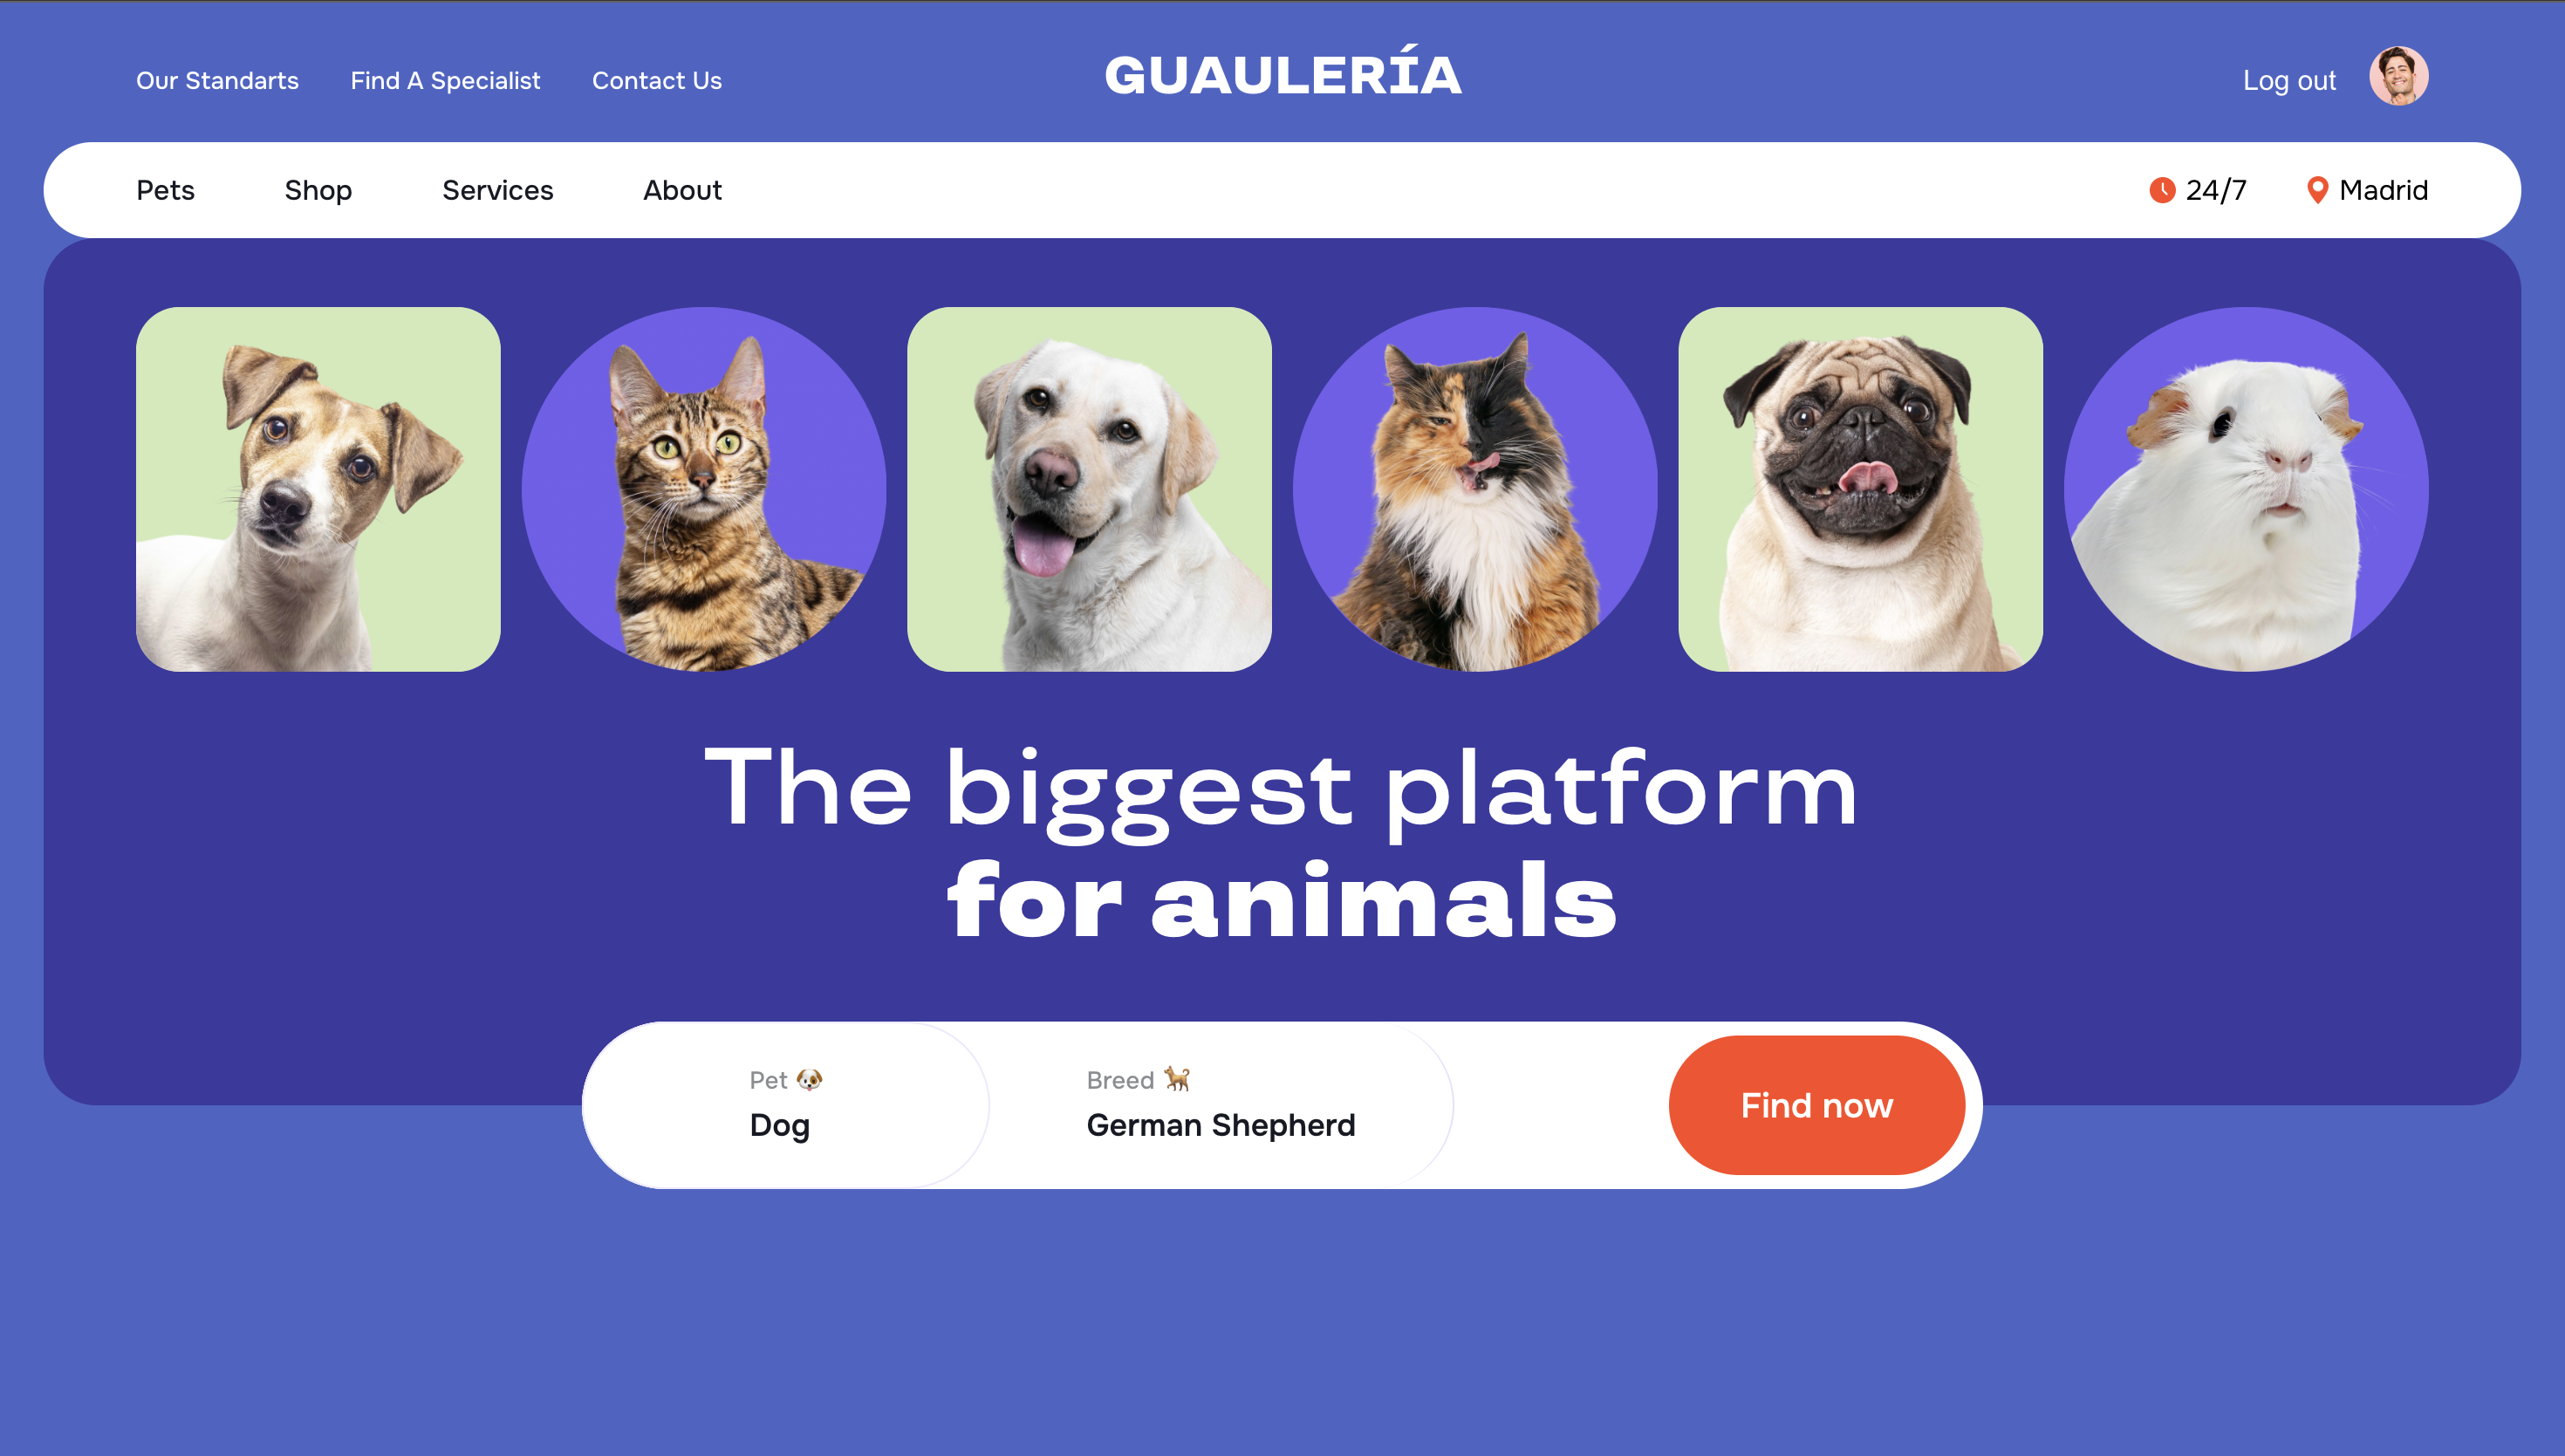 Our Standarts
Find A Specialist
Contact Us
GUAULERÍA
Log out
Pets
Shop
Services
About
24/7
Madrid
The biggest platform
for animals
Pet 🐶
Dog
Breed 🐕
German Shepherd
Find now